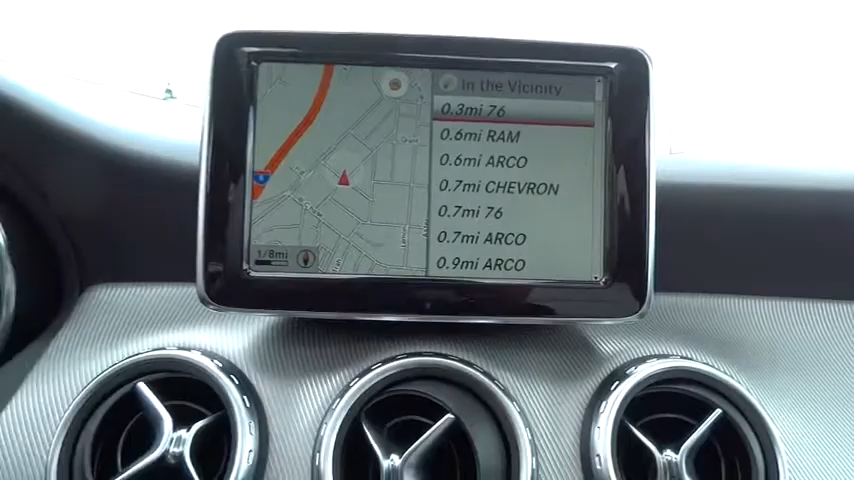 In the Vicinity
0.3mi 76
0.6mi RAM
0.6mi ARCO
0.7mi CHEVRON
0.7mi 76
0.7mi ARCO
0.9mi ARCO
1/8mi